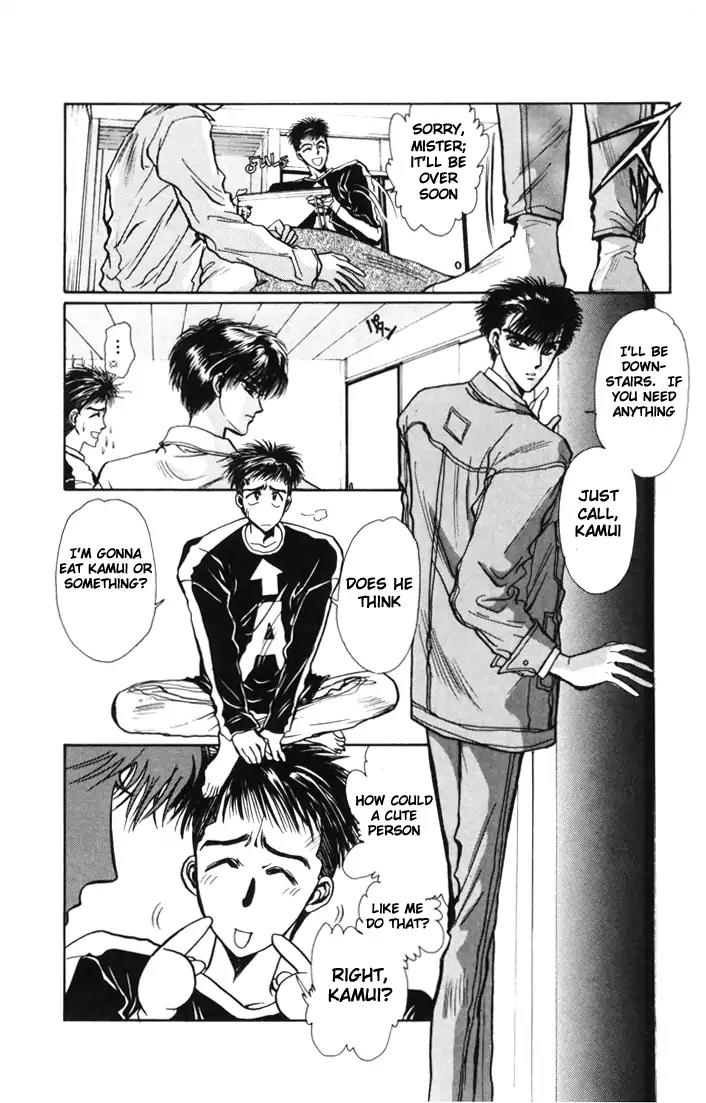 SORRY,
MISTER;
IT'LL BE
OVER
SOON
I'LL BE
DOWN-
STAIRS. IF
YOU NEED
ANYTHING
JUST
CALL,
KAMUI
...
DOES HE
THINK
I'M GONNA
EAT KAMUI OR
SOMETHING?
A
HOW COULD
A CUTE
PERSON
LIKE ME
DO THAT?
RIGHT,
KAMUI?